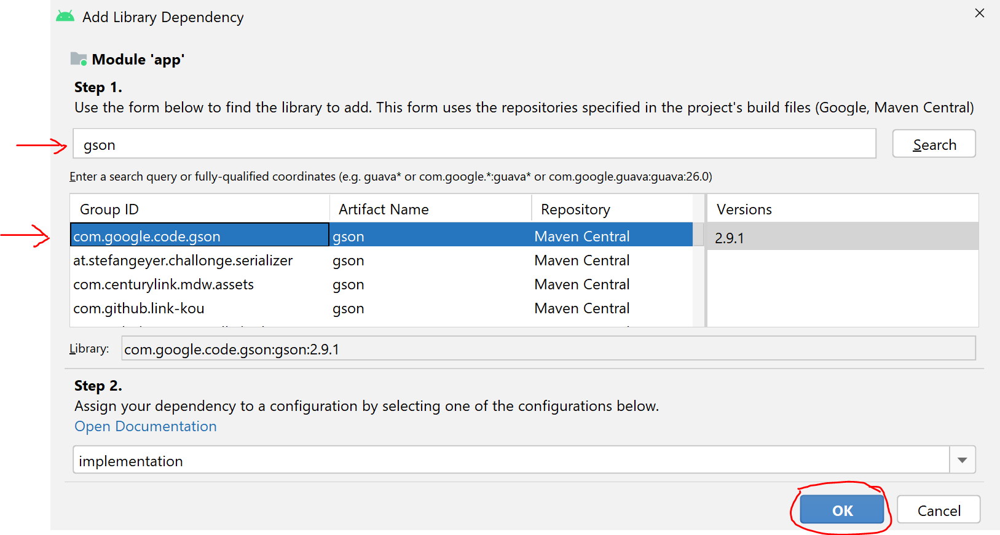 Add Library Dependency
Module 'app'
Step 1.
Use the form below to find the library to add. This form uses the repositories specified in the project's build files (Google, Maven Central)
gson
Search
Enter a search query or fully-qualified coordinates (e.g. guava* or com.google.*:guava* or com.google.guava:guava:26.0)
Group ID Artifact Name Repository Versions
com.google.code.gson gson Maven Central 2.9.1
at.stefangeyer.challonge.serializer gson Maven Central
com.centurylink.mdw.assets gson Maven Central
com.github.link-kou gson Maven Central
Library: com.google.code.gson:gson:2.9.1
Step 2.
Assign your dependency to a configuration by selecting one of the configurations below.
Open Documentation
implementation
OK Cancel